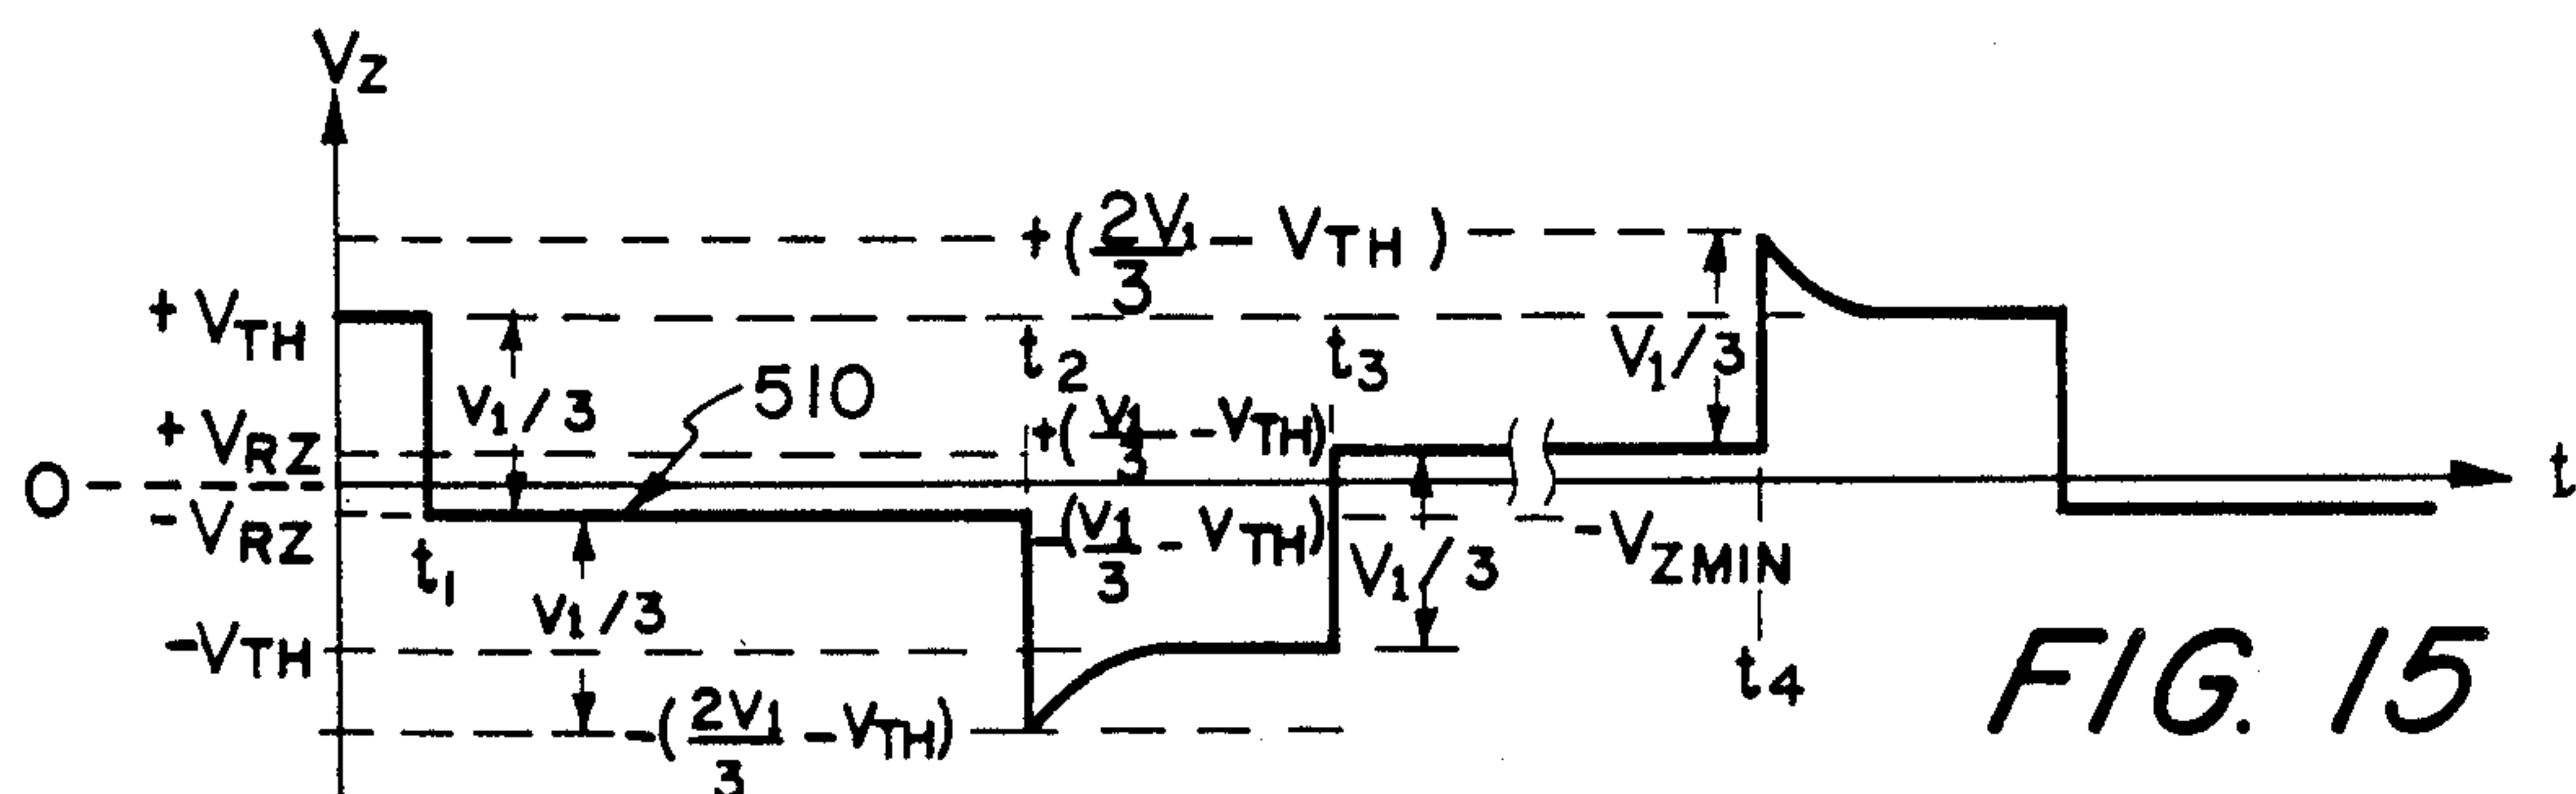 VZ
+(2V1/3 - VTH)
+VTH
t2
t3
V1/3
V1/3
510
+VRZ
+(V1/3 - VTH)
0
t
-VRZ
t1
-(V1/3 - VTH)
V1/3
-VZMIN
V1/3
-VTH
t4
-(2V1/3 - VTH)
FIG. 15